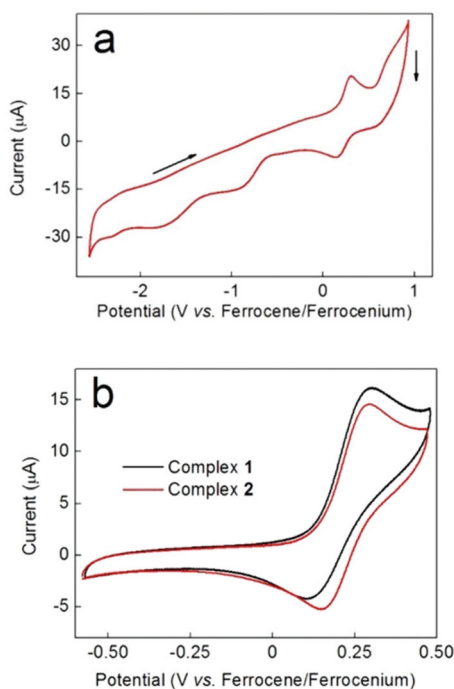 a
30
15
0
-15
-30
Current (µA)
-2
-1
0
1
Potential (V vs. Ferrocene/Ferrocenium)
b
15
10
5
0
-5
Current (µA)
Complex 1
Complex 2
-0.50
-0.25
0
0.25
0.50
Potential (V vs. Ferrocene/Ferrocenium)